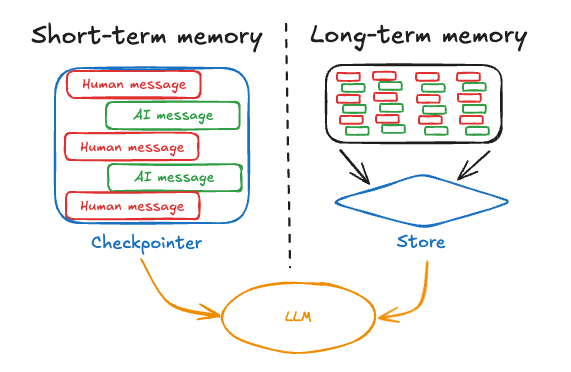 Short-term memory
Long-term memory
Human message
AI message
Human message
AI message
Human message
Checkpointer
Store
LLM